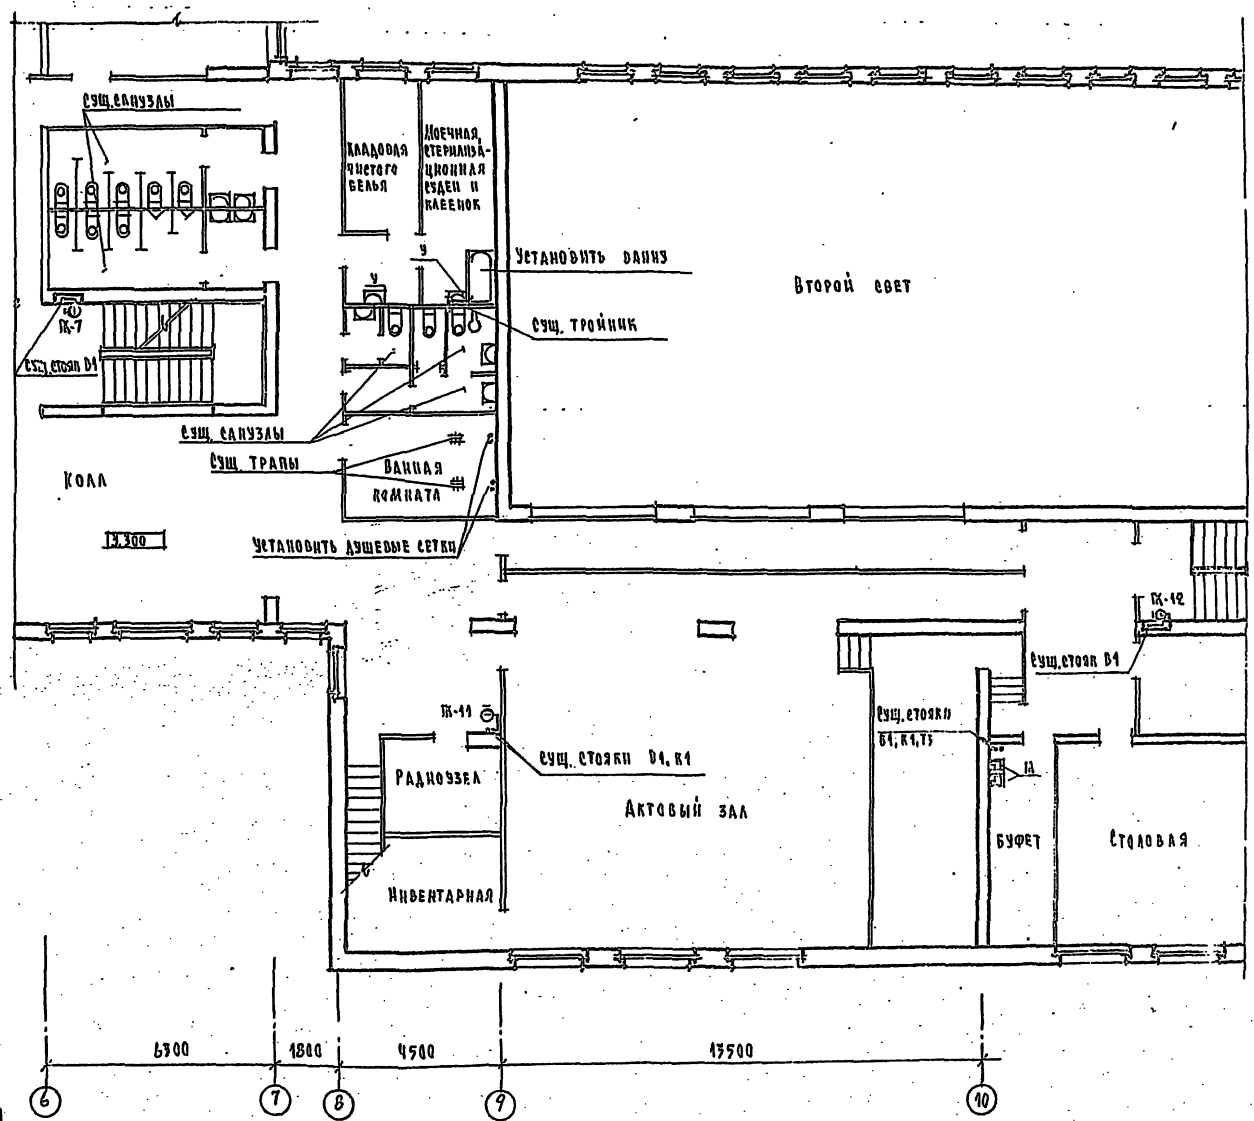 Сущ. санузлы
Кладовая
чистого
белья
Моечная,
стерилиза-
ционная
суден и
клеенок
У
Установить ванну
Второй свет
У
ПК-7
Сущ. тройник
Сущ. стояк В1
Сущ. санузлы
Сущ. трапы
Ванная
комната
Холл
3.300
Установить душевые сетки
ПК-12
Сущ. стояк В1
ПК-11
Сущ. стояки
В1, К1, Т3
Сущ. стояки В1, К1
Радиоузел
Актовый зал
Буфет
Столовая
Инвентарная
6300
1800
4500
13500
6
7
8
9
10